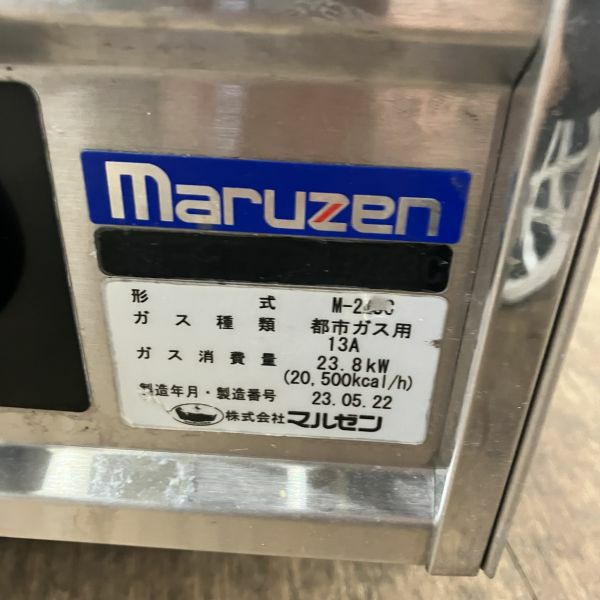 maruzen
C
形式
ガス種類 都市ガス用
13A
ガス消費量 23.8kW
(20,500kcal/h)
製造年月・製造番号 23.05.22
株式会社マルゼン